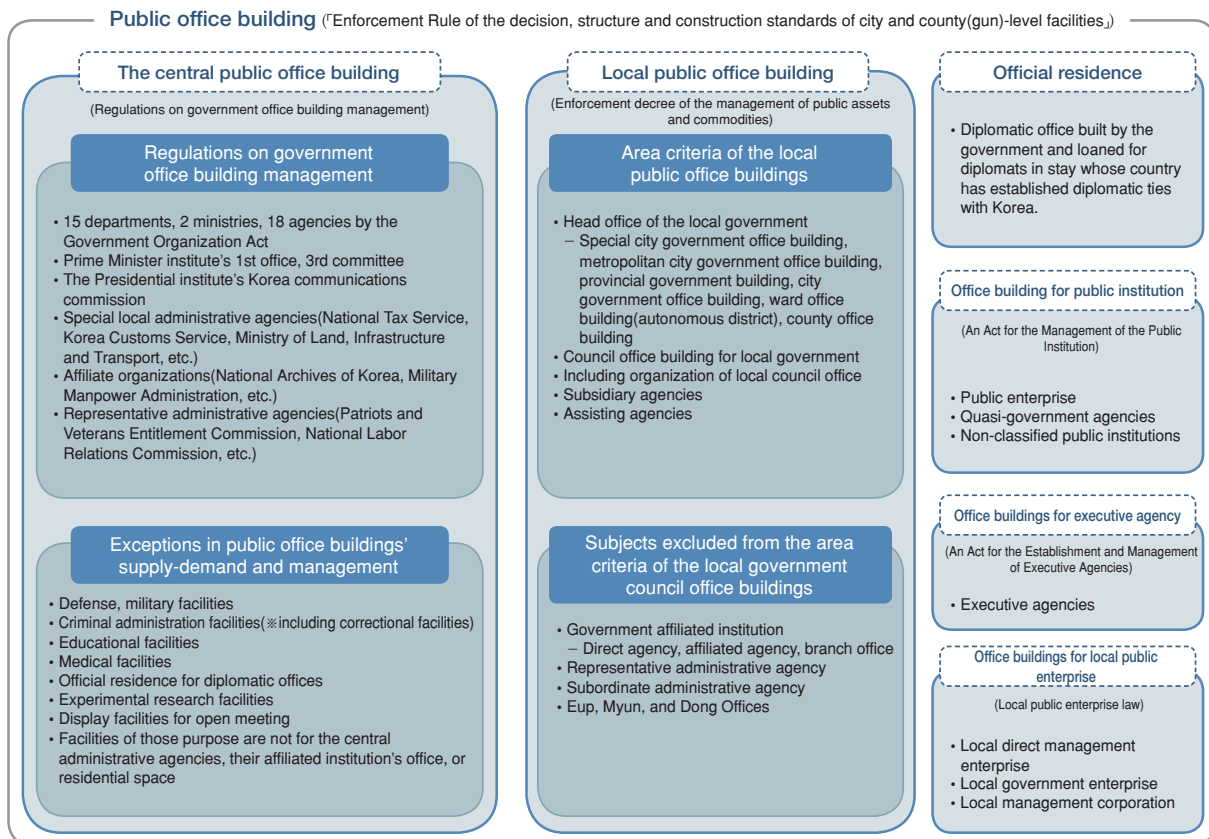 Public office building (「Enforcement Rule of the decision, structure and construction standards of city and county(gun)-level facilities」)
The central public office building
(Regulations on government office building management)
Regulations on government
office building management
• 15 departments, 2 ministries, 18 agencies by the
Government Organization Act
• Prime Minister institute's 1st office, 3rd committee
• The Presidential institute's Korea communications
commission
• Special local administrative agencies(National Tax Service,
Korea Customs Service, Ministry of Land, Infrastructure
and Transport, etc.)
• Affiliate organizations(National Archives of Korea, Military
Manpower Administration, etc.)
• Representative administrative agencies(Patriots and
Veterans Entitlement Commission, National Labor
Relations Commission, etc.)
Exceptions in public office buildings'
supply-demand and management
• Defense, military facilities
• Criminal administration facilities(※including correctional facilities)
• Educational facilities
• Medical facilities
• Official residence for diplomatic offices
• Experimental research facilities
• Display facilities for open meeting
• Facilities of those purpose are not for the central
administrative agencies, their affiliated institution's office, or
residential space
Local public office building
(Enforcement decree of the management of public assets
and commodities)
Area criteria of the local
public office buildings
• Head office of the local government
– Special city government office building,
metropolitan city government office building,
provincial government building, city
government office building, ward office
building(autonomous district), county office
building
• Council office building for local government
• Including organization of local council office
• Subsidiary agencies
• Assisting agencies
Subjects excluded from the area
criteria of the local government
council office buildings
• Government affiliated institution
– Direct agency, affiliated agency, branch office
• Representative administrative agency
• Subordinate administrative agency
• Eup, Myun, and Dong Offices
Official residence
• Diplomatic office built by the
government and loaned for
diplomats in stay whose country
has established diplomatic ties
with Korea.
Office building for public institution
(An Act for the Management of the Public
Institution)
• Public enterprise
• Quasi-government agencies
• Non-classified public institutions
Office buildings for executive agency
(An Act for the Establishment and Management
of Executive Agencies)
• Executive agencies
Office buildings for local public
enterprise
(Local public enterprise law)
• Local direct management
enterprise
• Local government enterprise
• Local management corporation